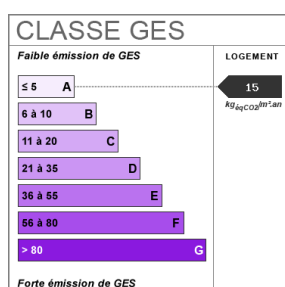 CLASSE GES
Faible émission de GES
LOGEMENT
≤ 5 A
15
kgéqCO2/m².an
6 à 10 B
11 à 20 C
21 à 35 D
36 à 55 E
56 à 80 F
> 80 G
Forte émission de GES